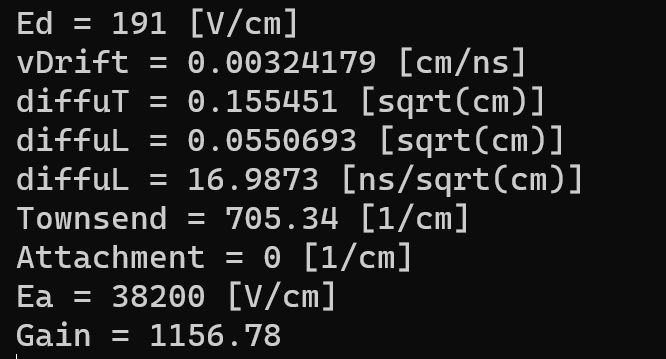 Ed = 191 [V/cm]
vDrift = 0.00324179 [cm/ns]
diffuT = 0.155451 [sqrt(cm)]
diffuL = 0.0550693 [sqrt(cm)]
diffuL = 16.9873 [ns/sqrt(cm)]
Townsend = 705.34 [1/cm]
Attachment = 0 [1/cm]
Ea = 38200 [V/cm]
Gain = 1156.78